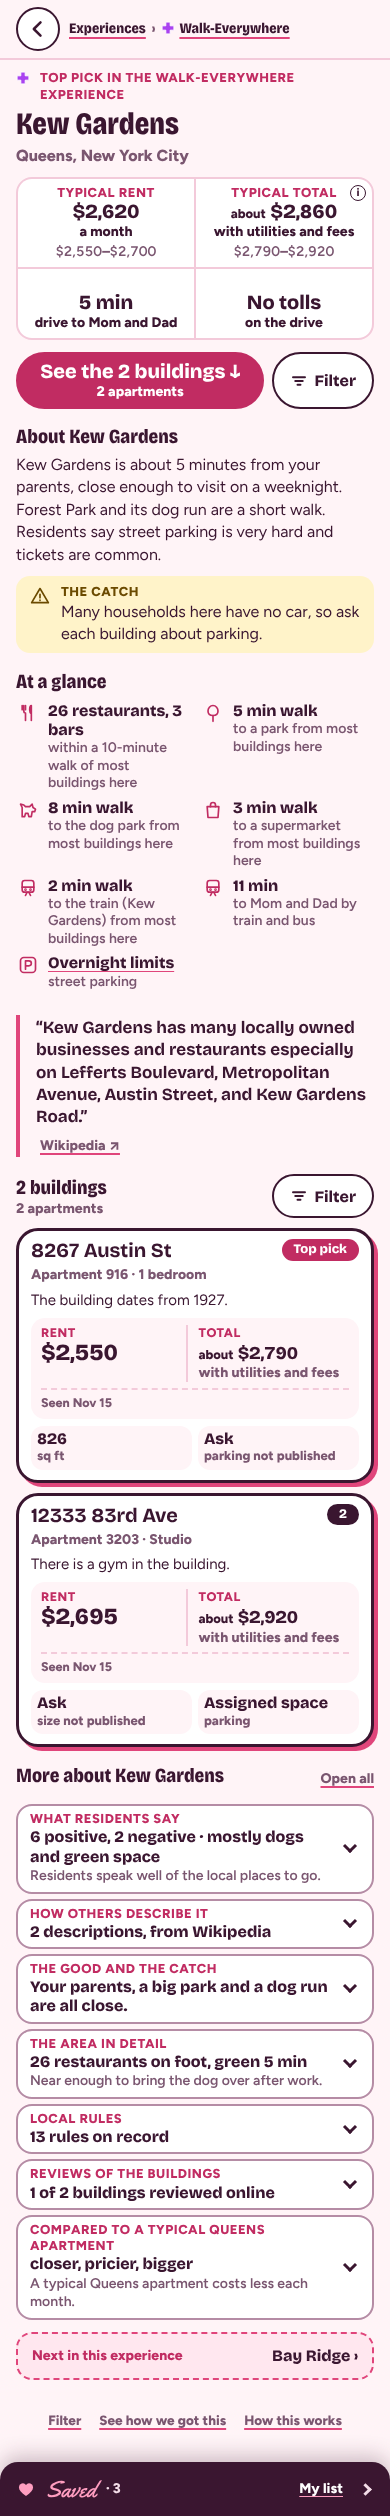 Experiences › Walk-Everywhere
TOP PICK IN THE WALK-EVERYWHERE
EXPERIENCE
Kew Gardens
Queens, New York City
TYPICAL RENT
$2,620
a month
$2,550–$2,700
TYPICAL TOTAL
about $2,860
with utilities and fees
$2,790–$2,920
5 min
drive to Mom and Dad
No tolls
on the drive
See the 2 buildings ↓
2 apartments
Filter
About Kew Gardens
Kew Gardens is about 5 minutes from your
parents, close enough to visit on a weeknight.
Forest Park and its dog run are a short walk.
Residents say street parking is very hard and
tickets are common.
THE CATCH
Many households here have no car, so ask
each building about parking.
At a glance
26 restaurants, 3
bars
within a 10-minute
walk of most
buildings here
5 min walk
to a park from most
buildings here
8 min walk
to the dog park from
most buildings here
3 min walk
to a supermarket
from most buildings
here
2 min walk
to the train (Kew
Gardens) from most
buildings here
11 min
to Mom and Dad by
train and bus
Overnight limits
street parking
“Kew Gardens has many locally owned
businesses and restaurants especially
on Lefferts Boulevard, Metropolitan
Avenue, Austin Street, and Kew Gardens
Road.”
Wikipedia ↗
2 buildings
2 apartments
Filter
8267 Austin St
Top pick
Apartment 916 · 1 bedroom
The building dates from 1927.
RENT
$2,550
TOTAL
about $2,790
with utilities and fees
Seen Nov 15
826
sq ft
Ask
parking not published
12333 83rd Ave
2
Apartment 3203 · Studio
There is a gym in the building.
RENT
$2,695
TOTAL
about $2,920
with utilities and fees
Seen Nov 15
Ask
size not published
Assigned space
parking
More about Kew Gardens
Open all
WHAT RESIDENTS SAY
6 positive, 2 negative · mostly dogs
and green space
Residents speak well of the local places to go.
HOW OTHERS DESCRIBE IT
2 descriptions, from Wikipedia
THE GOOD AND THE CATCH
Your parents, a big park and a dog run
are all close.
THE AREA IN DETAIL
26 restaurants on foot, green 5 min
Near enough to bring the dog over after work.
LOCAL RULES
13 rules on record
REVIEWS OF THE BUILDINGS
1 of 2 buildings reviewed online
COMPARED TO A TYPICAL QUEENS
APARTMENT
closer, pricier, bigger
A typical Queens apartment costs less each
month.
Next in this experience
Bay Ridge ›
Filter
See how we got this
How this works
Saved · 3
My list